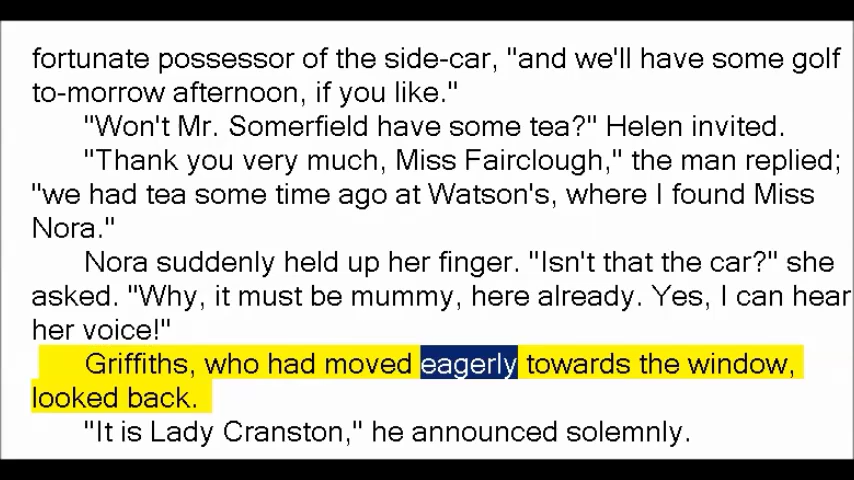 fortunate possessor of the side-car, "and we'll have some golf
to-morrow afternoon, if you like."
"Won't Mr. Somerfield have some tea?" Helen invited.
"Thank you very much, Miss Fairclough," the man replied;
"we had tea some time ago at Watson's, where I found Miss
Nora."
Nora suddenly held up her finger. "Isn't that the car?" she
asked. "Why, it must be mummy, here already. Yes, I can hear
her voice!"
Griffiths, who had moved eagerly towards the window,
looked back.
"It is Lady Cranston," he announced solemnly.